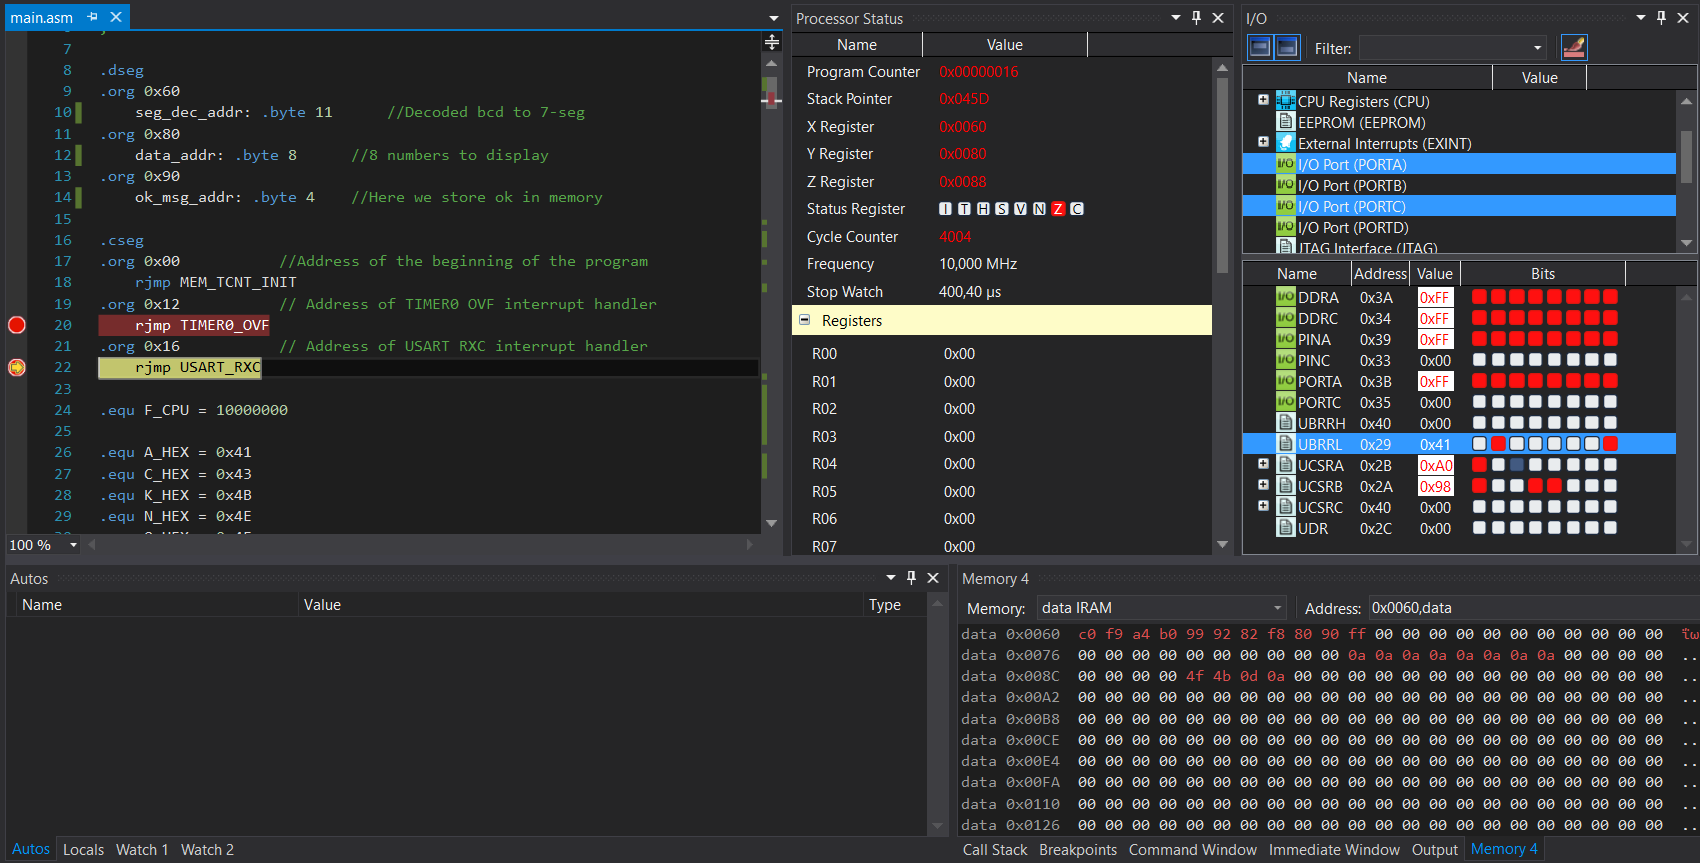 main.asm
7
8 .dseg
9 .org 0x60
10 seg_dec_addr: .byte 11 //Decoded bcd to 7-seg
11 .org 0x80
12 data_addr: .byte 8 //8 numbers to display
13 .org 0x90
14 ok_msg_addr: .byte 4 //Here we store ok in memory
15
16 .cseg
17 .org 0x00 //Address of the beginning of the program
18 rjmp MEM_TCNT_INIT
19 .org 0x12 // Address of TIMER0 OVF interrupt handler
20 rjmp TIMER0_OVF
21 .org 0x16 // Address of USART RXC interrupt handler
22 rjmp USART_RXC
23
24 .equ F_CPU = 10000000
25
26 .equ A_HEX = 0x41
27 .equ C_HEX = 0x43
28 .equ K_HEX = 0x4B
29 .equ N_HEX = 0x4E
100 %
Processor Status
Name Value
Program Counter 0x00000016
Stack Pointer 0x045D
X Register 0x0060
Y Register 0x0080
Z Register 0x0088
Status Register I T H S V N Z C
Cycle Counter 4004
Frequency 10,000 MHz
Stop Watch 400,40 µs
Registers
R00 0x00
R01 0x00
R02 0x00
R03 0x00
R04 0x00
R05 0x00
R06 0x00
R07 0x00
I/O
Filter:
Name Value
CPU Registers (CPU)
EEPROM (EEPROM)
External Interrupts (EXINT)
I/O I/O Port (PORTA)
I/O I/O Port (PORTB)
I/O I/O Port (PORTC)
I/O I/O Port (PORTD)
JTAG Interface (JTAG)
Name Address Value Bits
I/O DDRA 0x3A 0xFF
I/O DDRC 0x34 0xFF
I/O PINA 0x39 0xFF
I/O PINC 0x33 0x00
I/O PORTA 0x3B 0xFF
I/O PORTC 0x35 0x00
UBRRH 0x40 0x00
UBRRL 0x29 0x41
UCSRA 0x2B 0xA0
UCSRB 0x2A 0x98
UCSRC 0x40 0x00
UDR 0x2C 0x00
Autos
Name Value Type
Autos Locals Watch 1 Watch 2
Memory 4
Memory: data IRAM Address: 0x0060,data
data 0x0060 c0 f9 a4 b0 99 92 82 f8 80 90 ff 00 00 00 00 00 00 00 00 00 00 00
data 0x0076 00 00 00 00 00 00 00 00 00 00 0a 0a 0a 0a 0a 0a 0a 0a 00 00 00 00 ..
data 0x008C 00 00 00 00 4f 4b 0d 0a 00 00 00 00 00 00 00 00 00 00 00 00 00 00 ..
data 0x00A2 00 00 00 00 00 00 00 00 00 00 00 00 00 00 00 00 00 00 00 00 00 00 ..
data 0x00B8 00 00 00 00 00 00 00 00 00 00 00 00 00 00 00 00 00 00 00 00 00 00 ..
data 0x00CE 00 00 00 00 00 00 00 00 00 00 00 00 00 00 00 00 00 00 00 00 00 00 ..
data 0x00E4 00 00 00 00 00 00 00 00 00 00 00 00 00 00 00 00 00 00 00 00 00 00 ..
data 0x00FA 00 00 00 00 00 00 00 00 00 00 00 00 00 00 00 00 00 00 00 00 00 00 ..
data 0x0110 00 00 00 00 00 00 00 00 00 00 00 00 00 00 00 00 00 00 00 00 00 00 ..
data 0x0126 00 00 00 00 00 00 00 00 00 00 00 00 00 00 00 00 00 00 00 00 00 00 ..
Call Stack Breakpoints Command Window Immediate Window Output Memory 4